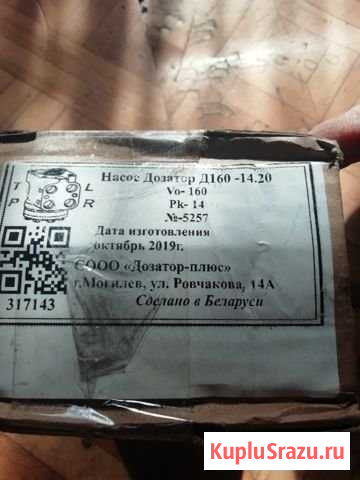 Насос Дозатор Д160 -14.20
Vo- 160
Pk- 14
№-5257
T L
P R
Дата изготовления
октябрь 2019г.
СООО «Дозатор-плюс»
г.Могилев, ул. Ровчакова, 14А
317143
Сделано в Беларуси
KupluSrazu.ru